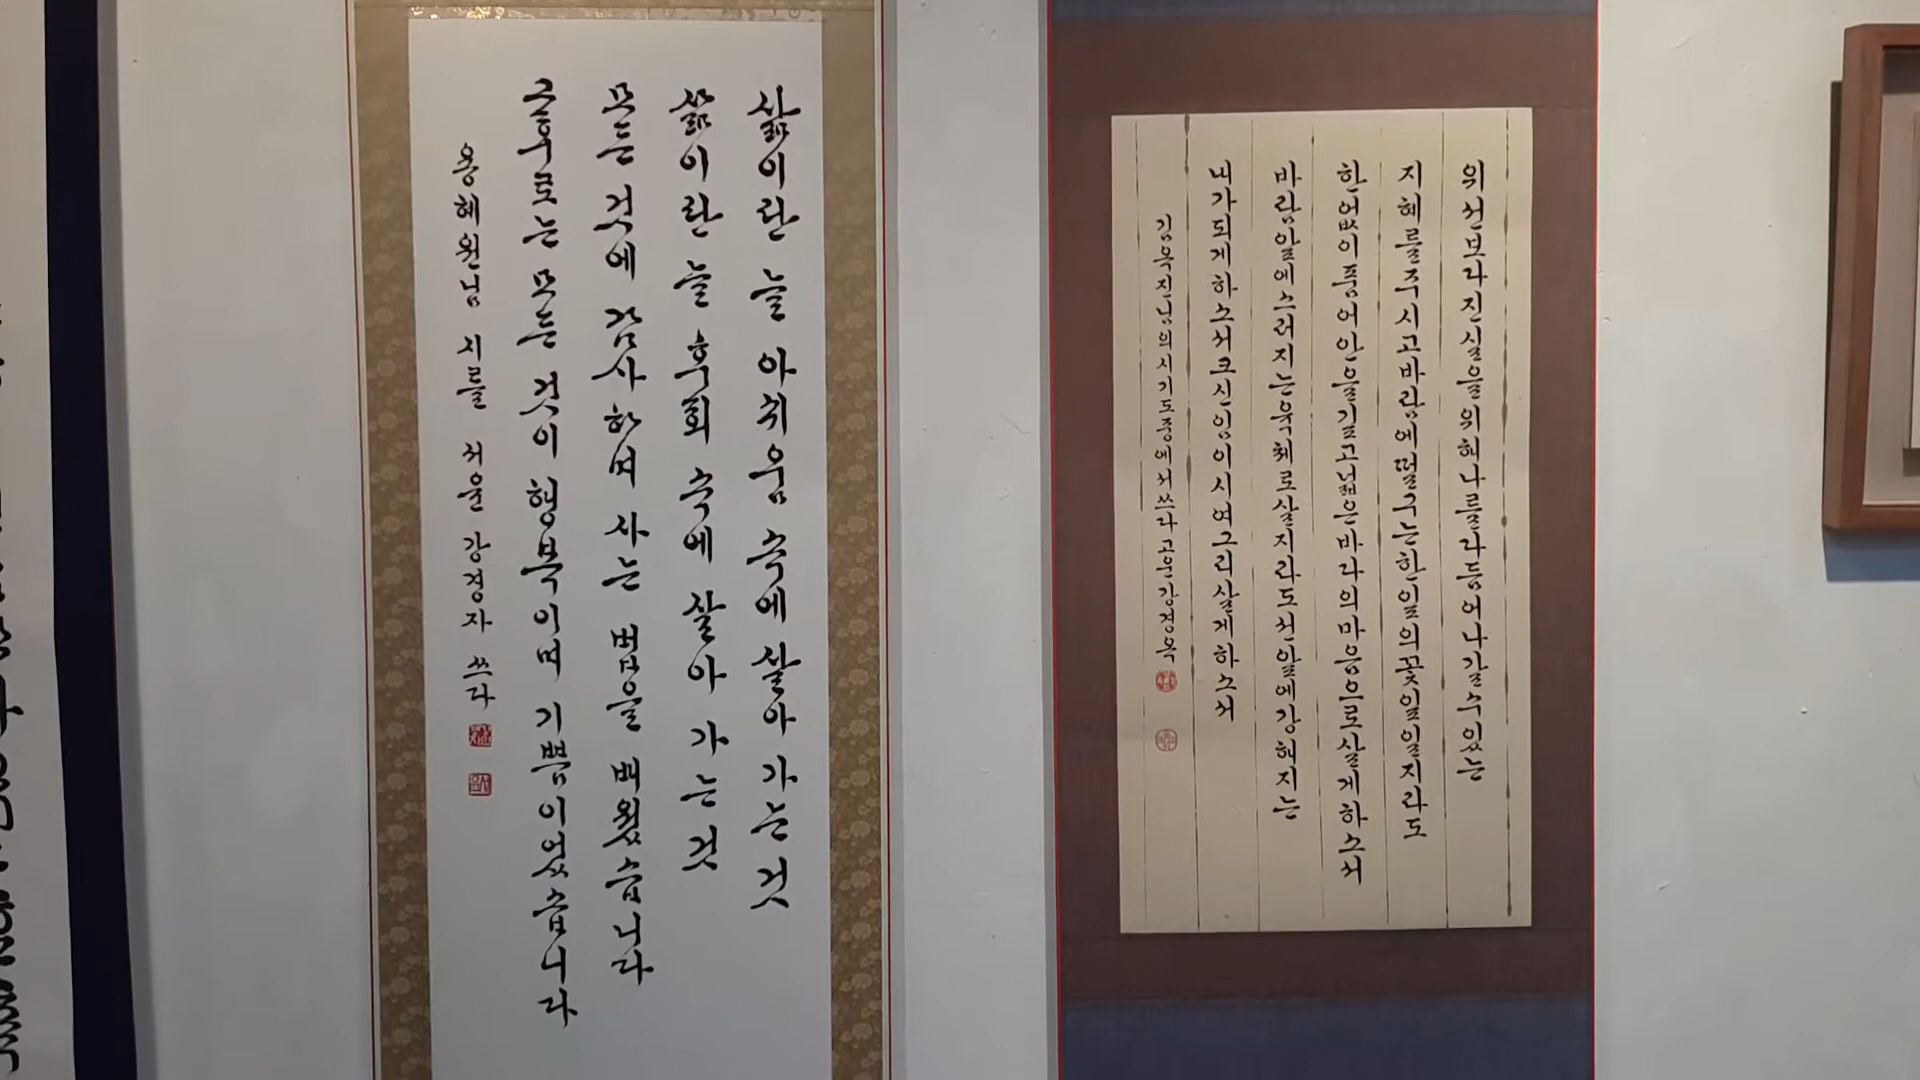 삶이란 늘 아쉬움 속에 살아 가는 것
삶이란 늘 후회 속에 살아 가는 것
모든 것에 감사하며 사는 법을 배웠습니다
그후로는 모든 것이 행복이며 기쁨이었습니다
용혜원님 시를 서울 강경자 쓰다
위선보다진실을위해나를다듬어나갈수있는
지혜를주시고바람에떨구는한잎의꽃잎일지라도
한없이품어안을깊고넓은바다의마음으로살게하소서
바람앞에스러지는육체로살지라도선앞에강해지는
내가되게하소서크신임이시여그리살게하소서
김옥진님의시기도중에서쓰다고운강경옥